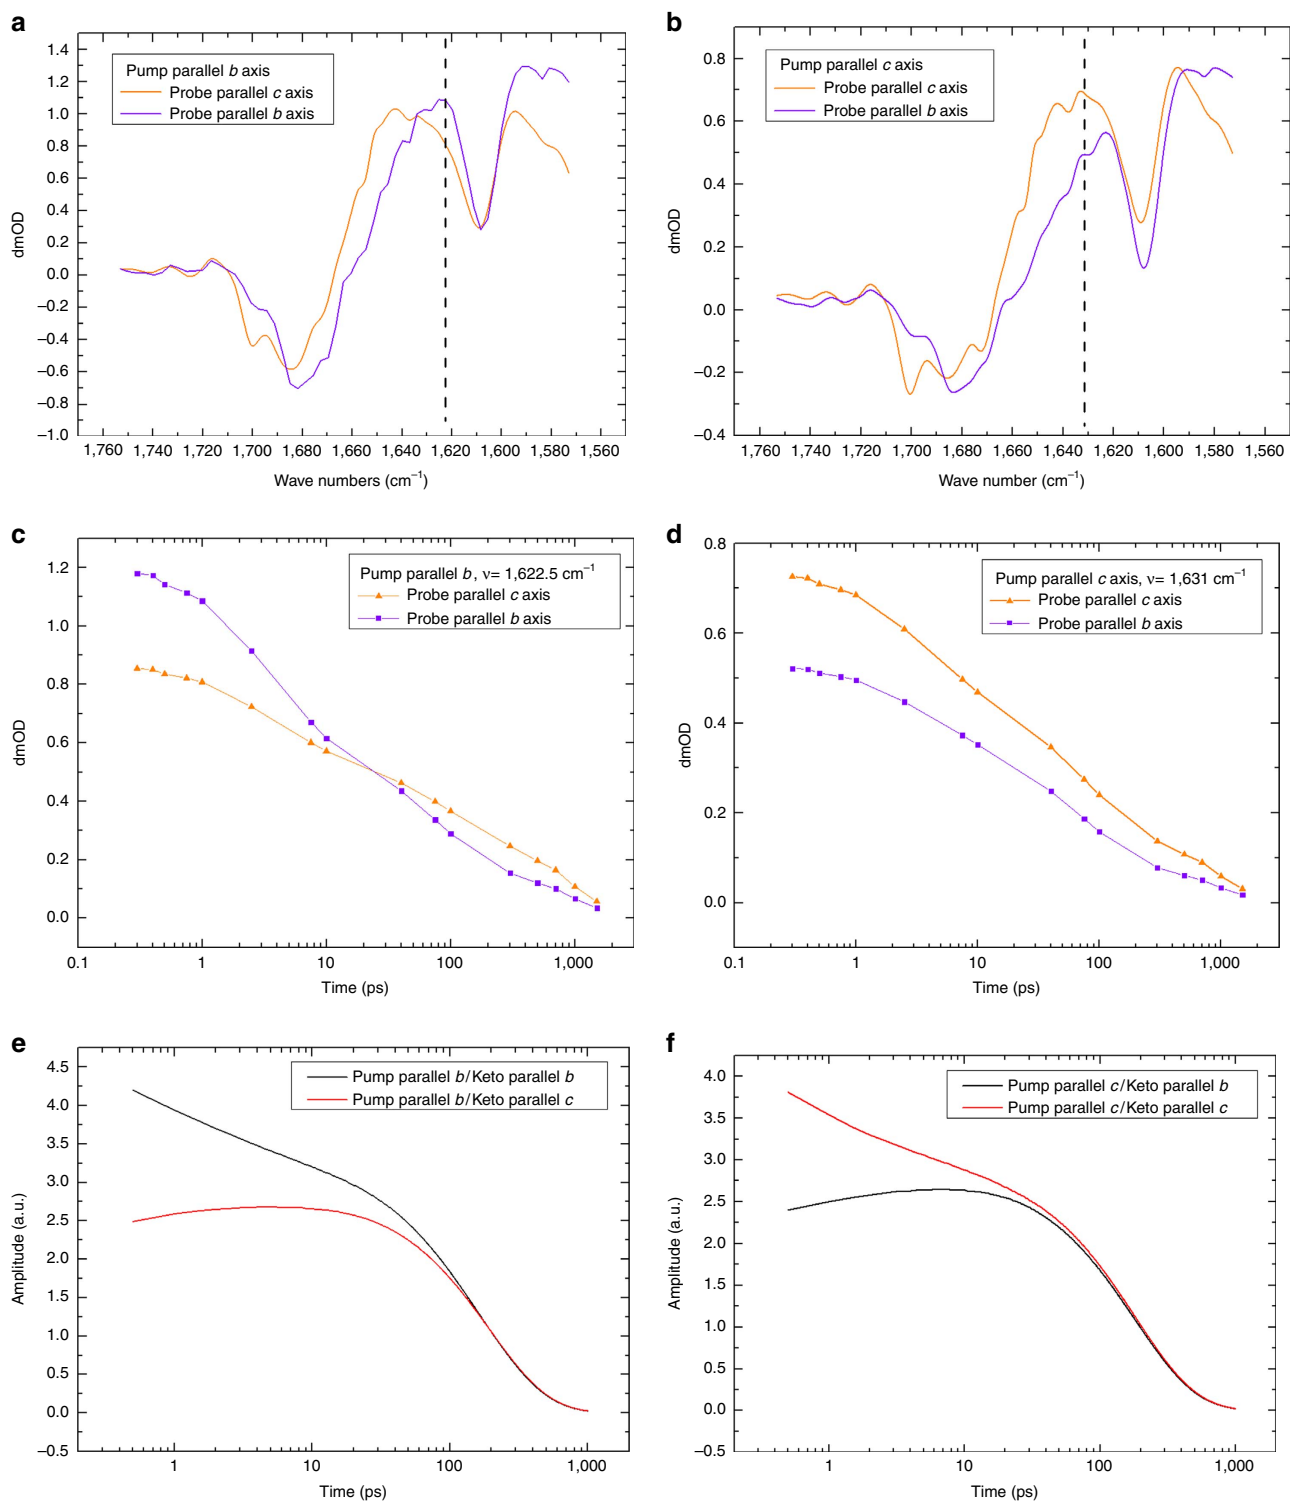 a
1.4
1.2
1.0
0.8
0.6
0.4
0.2
0.0
–0.2
–0.4
–0.6
–0.8
–1.0
dmOD
Pump parallel b axis
Probe parallel c axis
Probe parallel b axis
1,760 1,740 1,720 1,700 1,680 1,660 1,640 1,620 1,600 1,580 1,560
Wave numbers (cm⁻¹)
b
0.8
0.6
0.4
0.2
0.0
–0.2
–0.4
dmOD
Pump parallel c axis
Probe parallel c axis
Probe parallel b axis
1,760 1,740 1,720 1,700 1,680 1,660 1,640 1,620 1,600 1,580 1,560
Wave number (cm⁻¹)
c
1.2
1.0
0.8
0.6
0.4
0.2
0.0
dmOD
Pump parallel b, ν= 1,622.5 cm⁻¹
Probe parallel c axis
Probe parallel b axis
0.1 1 10 100 1,000
Time (ps)
d
0.8
0.6
0.4
0.2
0.0
dmOD
Pump parallel c axis, ν= 1,631 cm⁻¹
Probe parallel c axis
Probe parallel b axis
0.1 1 10 100 1,000
Time (ps)
e
4.5
4.0
3.5
3.0
2.5
2.0
1.5
1.0
0.5
0.0
–0.5
Amplitude (a.u.)
Pump parallel b/Keto parallel b
Pump parallel b/Keto parallel c
1 10 100 1,000
Time (ps)
f
4.0
3.5
3.0
2.5
2.0
1.5
1.0
0.5
0.0
–0.5
Amplitude (a.u.)
Pump parallel c/Keto parallel b
Pump parallel c/Keto parallel c
1 10 100 1,000
Time (ps)